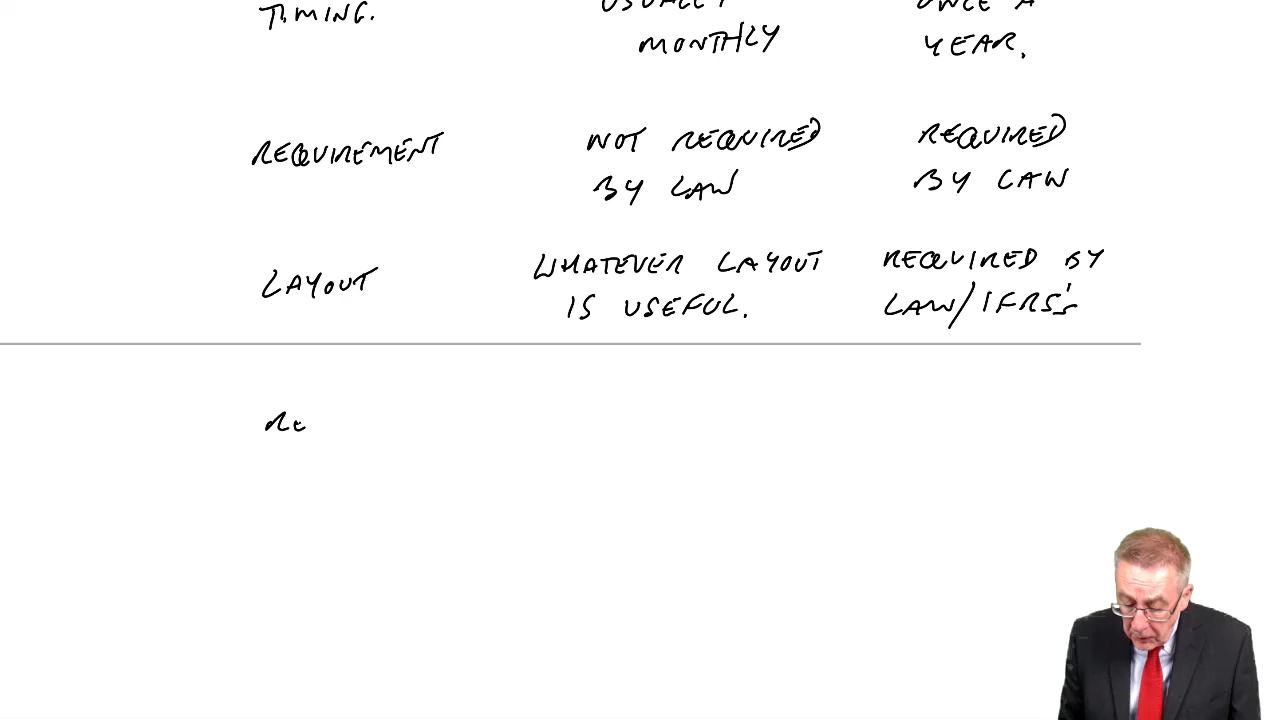 TIMING. USUALLY ONCE A
MONTHLY YEAR.
REQUIREMENT NOT REQUIRED REQUIRED
BY LAW BY LAW
LAYOUT WHATEVER LAYOUT REQUIRED BY
IS USEFUL. LAW/IFRS's
RE